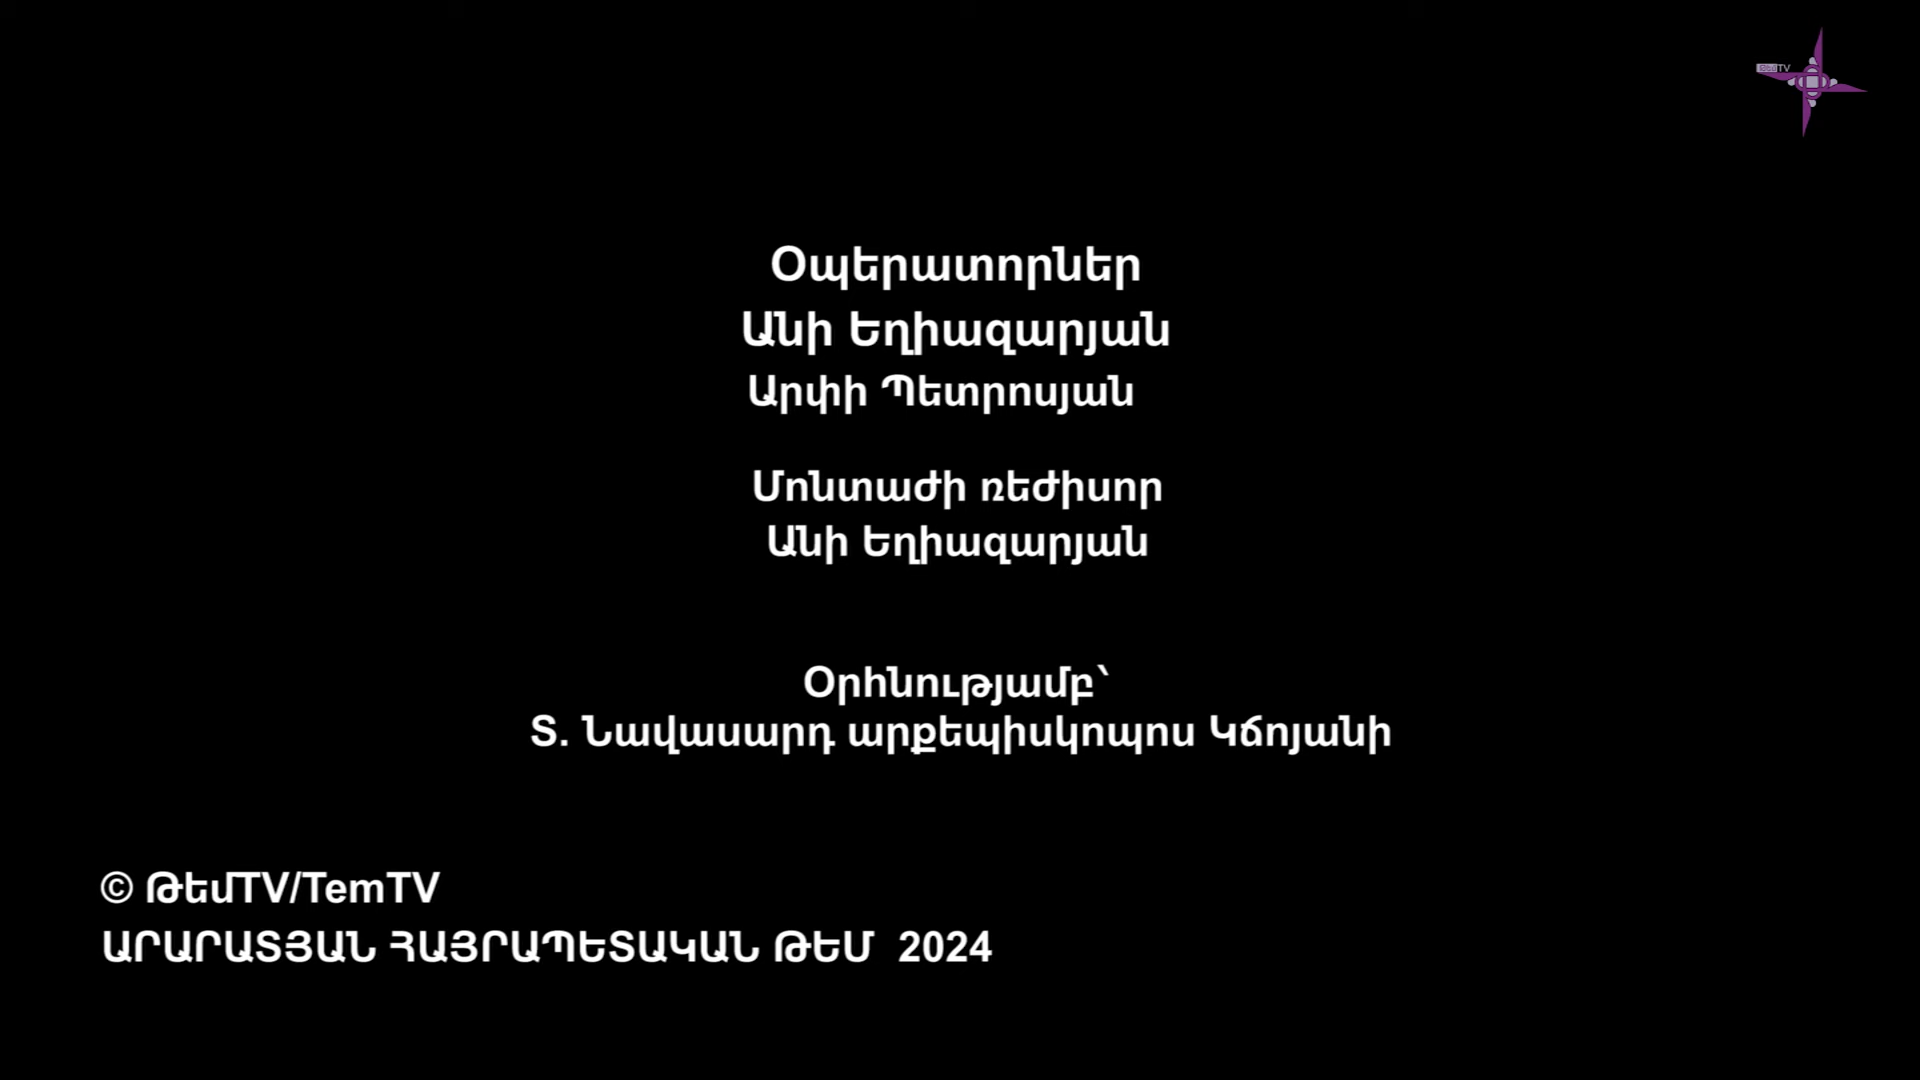 ԹեմTV
Օպերատորներ
Անի Եղիազարյան
Արփի Պետրոսյան
Մոնտաժի ռեժիսոր
Անի Եղիազարյան
Օրհնությամբ՝
Տ. Նավասարդ արքեպիսկոպոս Կճոյանի
© ԹեմTV/TemTV
ԱՐԱՐԱՏՅԱՆ ՀԱՅՐԱՊԵՏԱԿԱՆ ԹԵՄ 2024